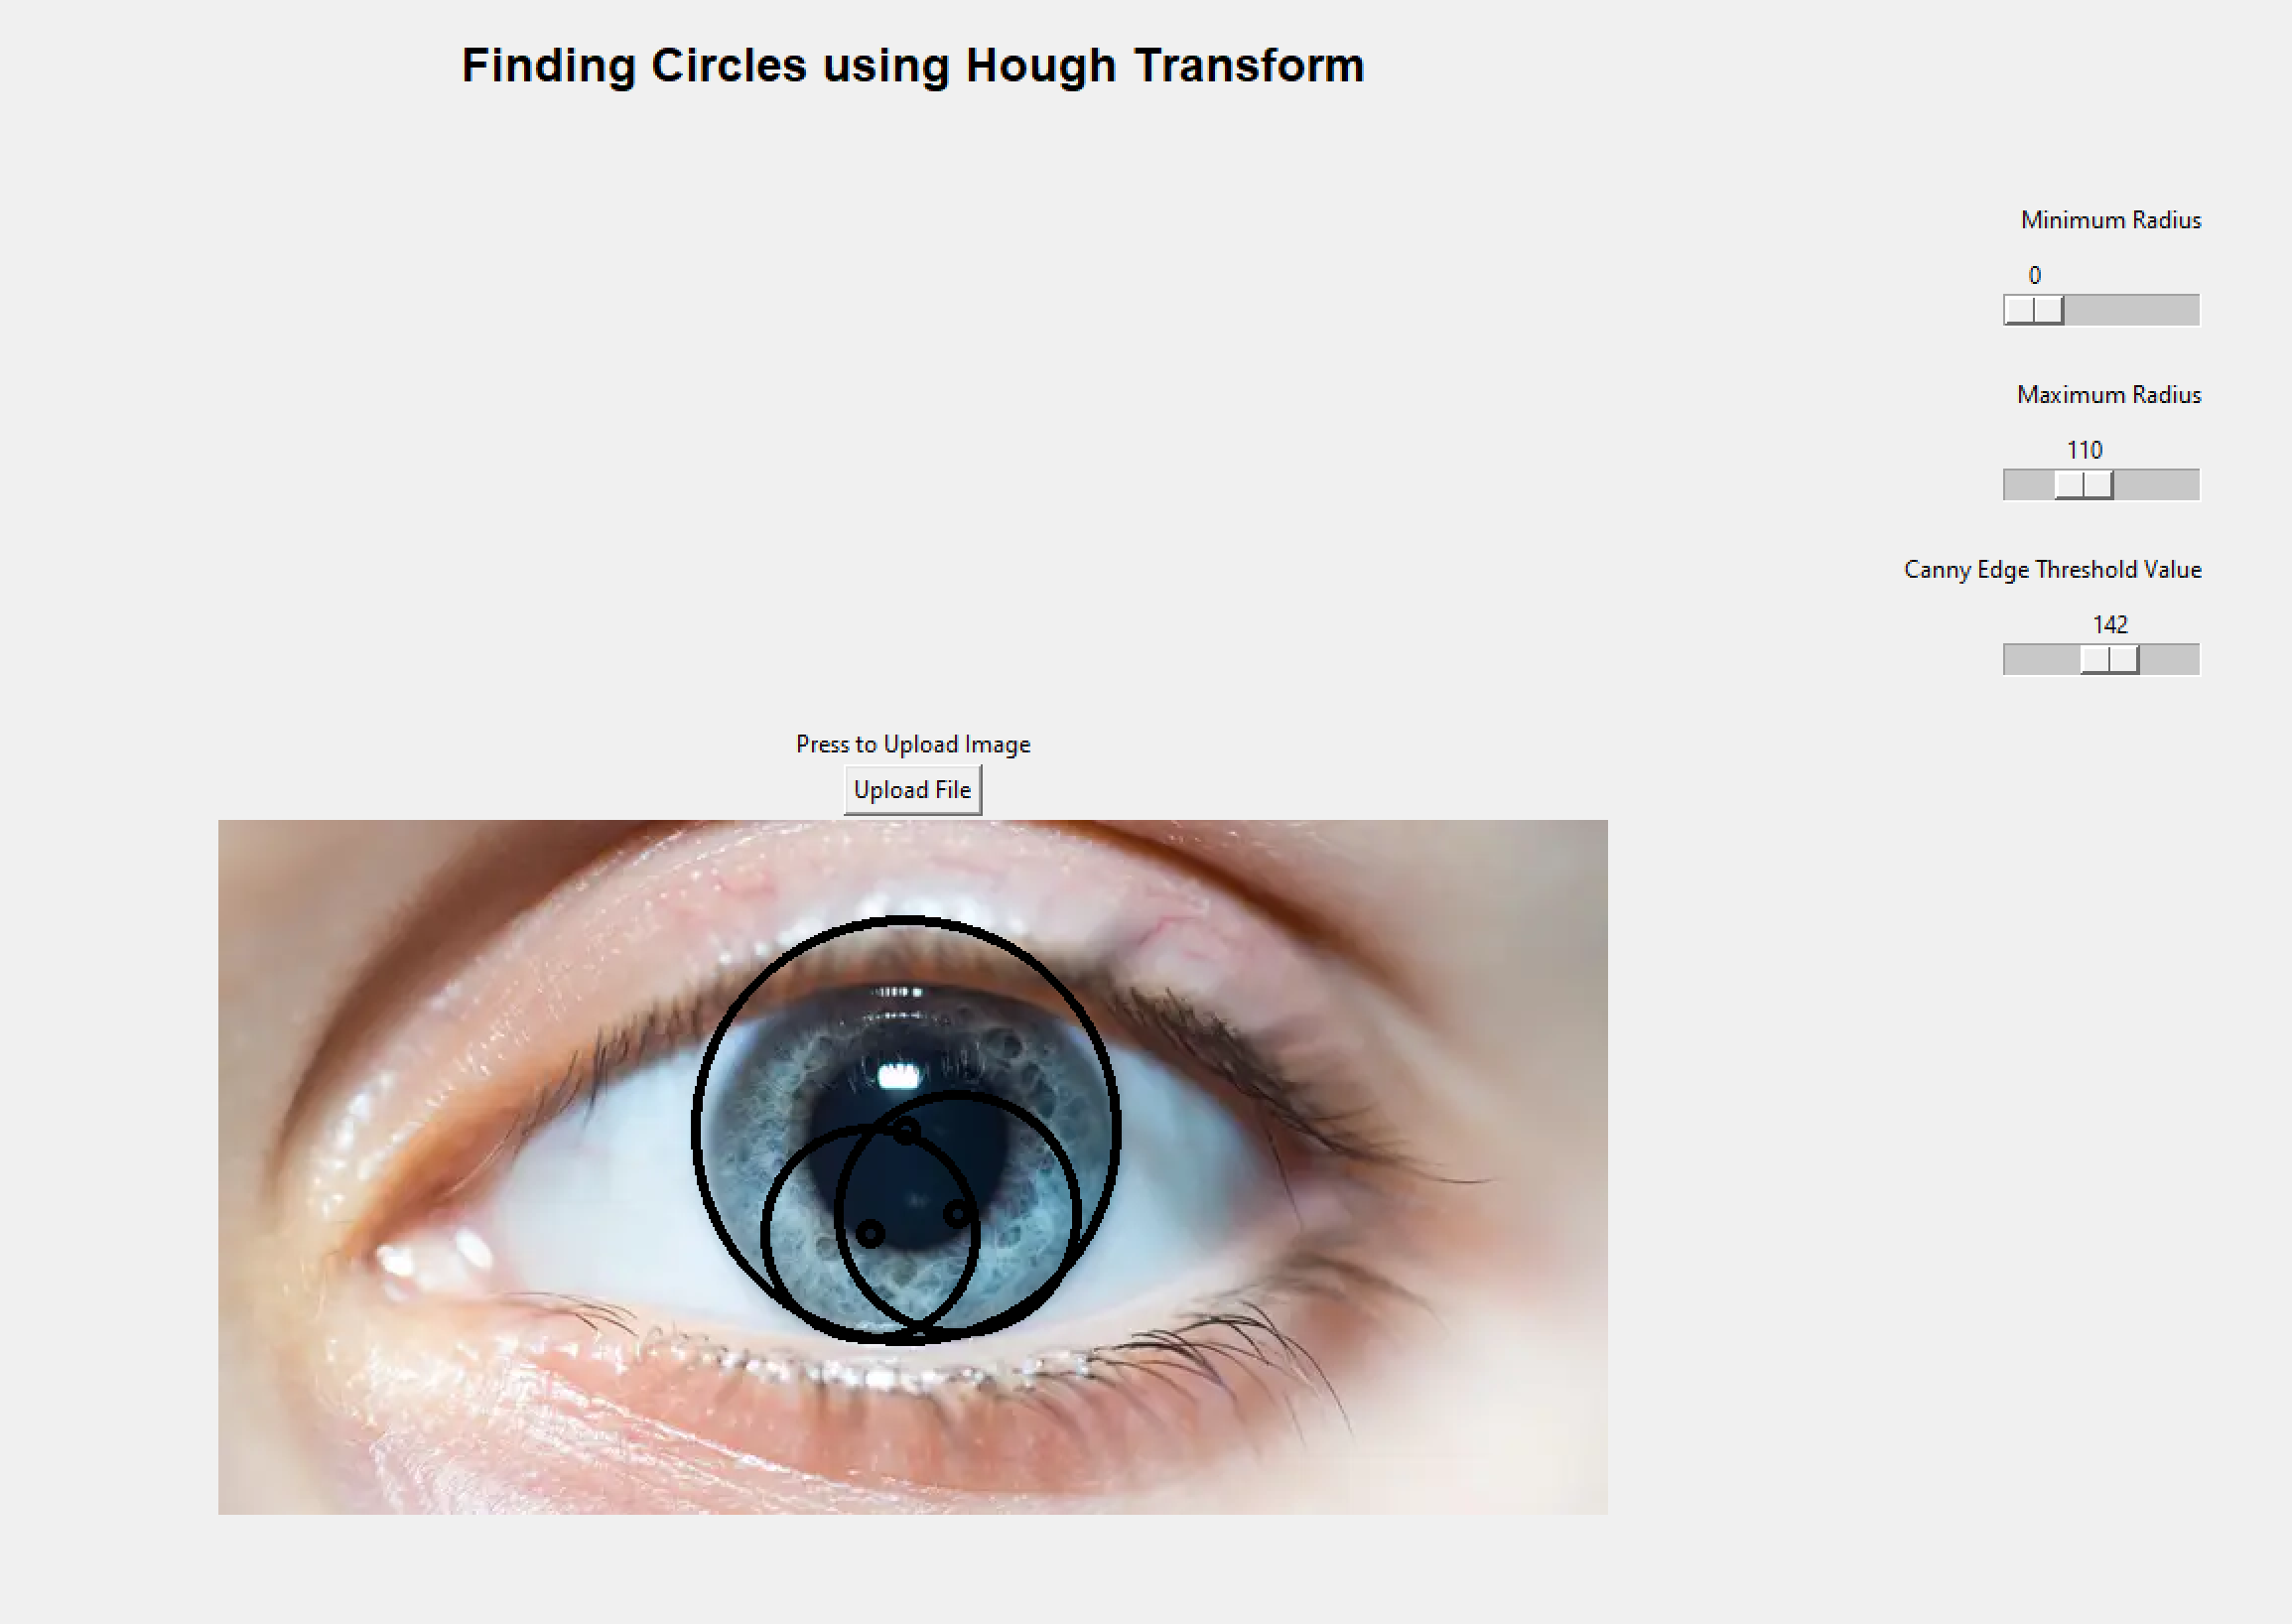 Finding Circles using Hough Transform
Minimum Radius
0
Maximum Radius
110
Canny Edge Threshold Value
142
Press to Upload Image
Upload File